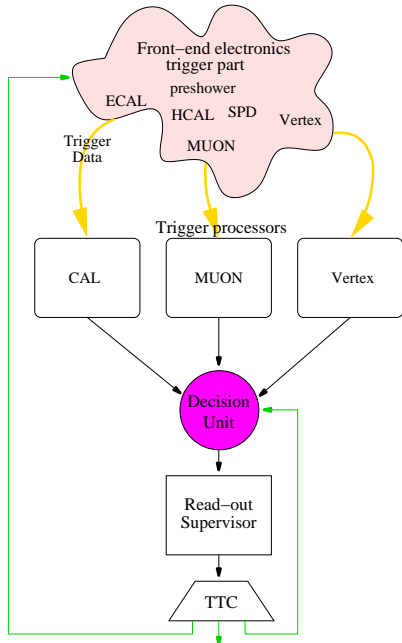 Front−end electronics
trigger part
preshower
ECAL
HCAL
SPD
Vertex
MUON
Trigger
Data
Trigger processors
CAL
MUON
Vertex
Decision
Unit
Read−out
Supervisor
TTC